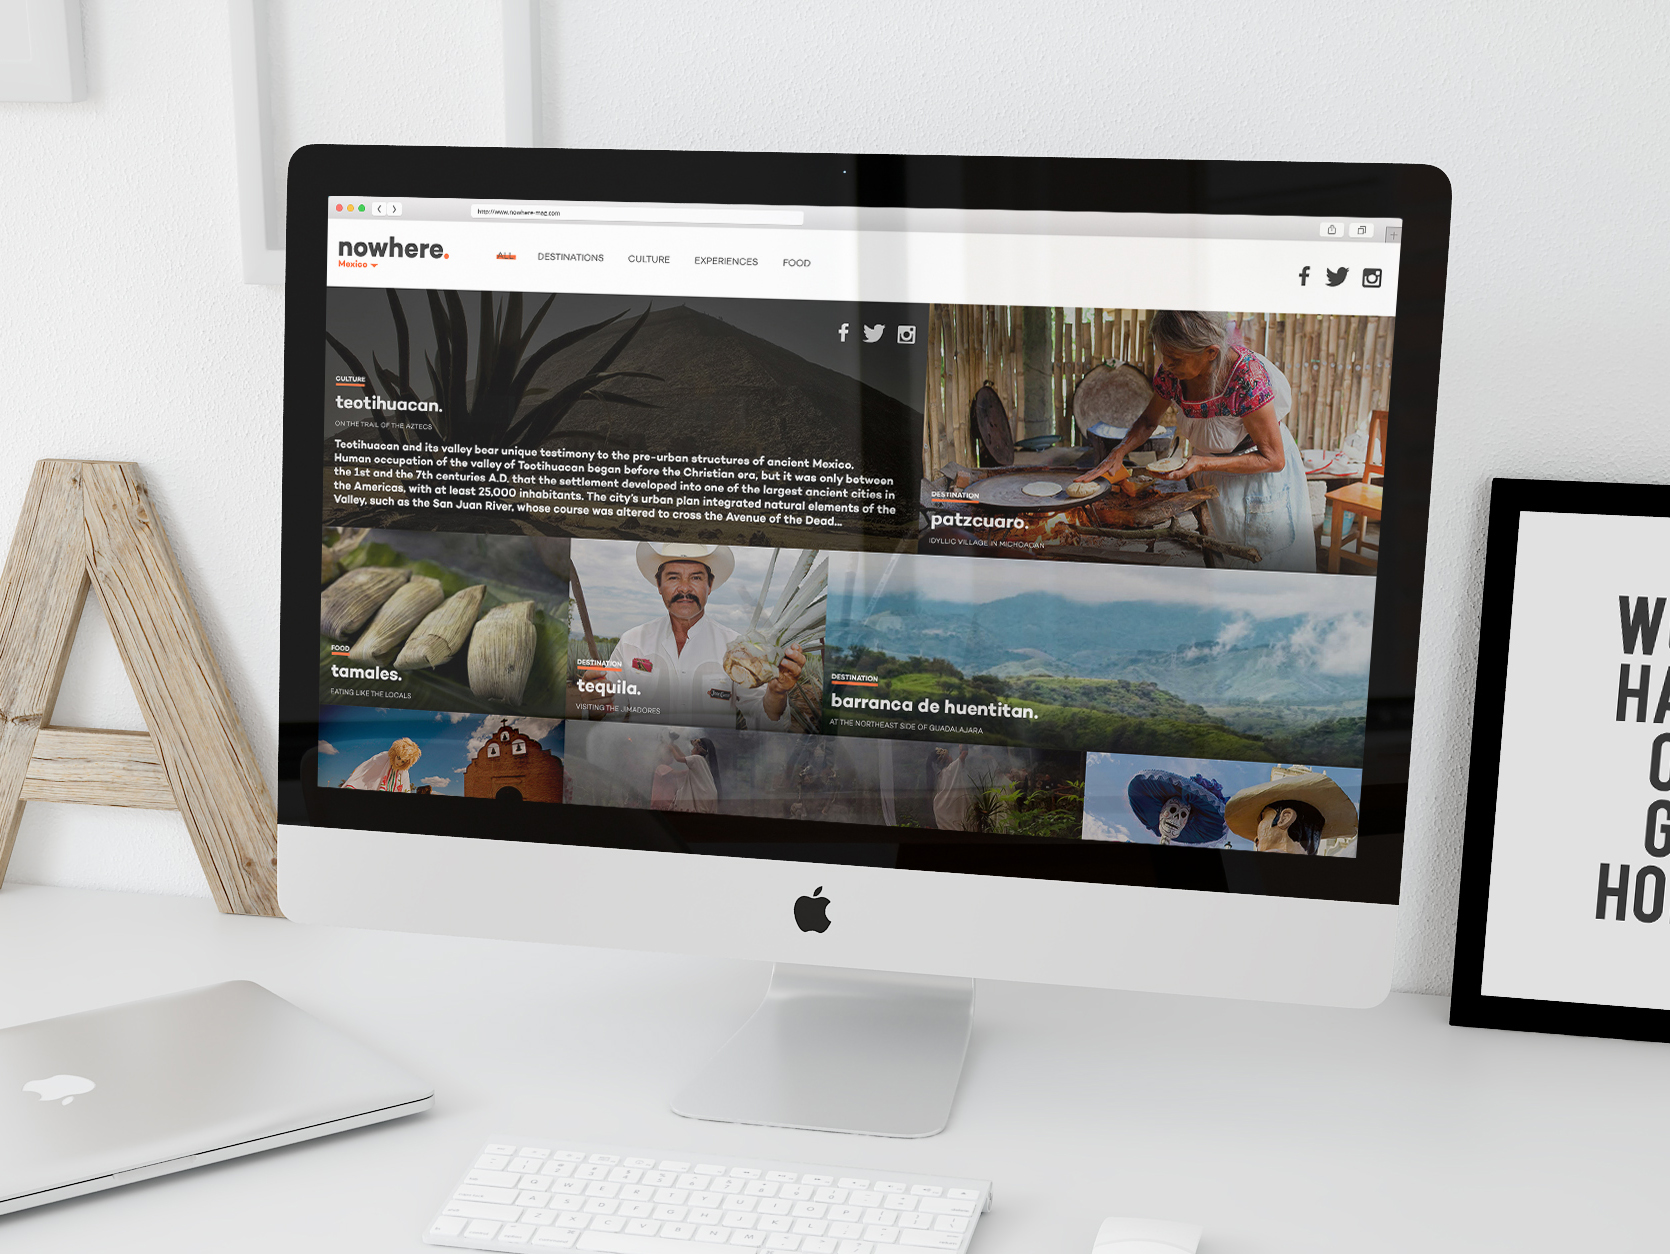 http://www.nowhere-mag.com
nowhere.
Mexico
ALL
DESTINATIONS
CULTURE
EXPERIENCES
FOOD
CULTURE
teotihuacan.
ON THE TRAIL OF THE AZTECS
Teotihuacan and its valley bear unique testimony to the pre-urban structures of ancient Mexico.
Human occupation of the valley of Teotihuacan began before the Christian era, but it was only between
the 1st and the 7th centuries A.D. that the settlement developed into one of the largest ancient cities in
the Americas, with at least 25,000 inhabitants. The city's urban plan integrated natural elements of the
Valley, such as the San Juan River, whose course was altered to cross the Avenue of the Dead...
DESTINATION
patzcuaro.
IDYLLIC VILLAGE IN MICHOACAN
FOOD
tamales.
EATING LIKE THE LOCALS
DESTINATION
tequila.
VISITING THE JIMADORES
DESTINATION
barranca de huentitan.
AT THE NORTHEAST SIDE OF GUADALAJARA
A
W
HA
G
HO